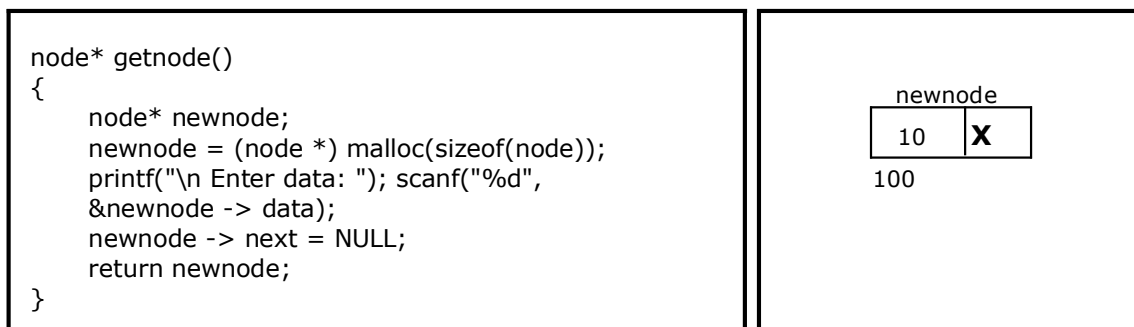 node* getnode()
{
node* newnode;
newnode = (node *) malloc(sizeof(node));
printf("\n Enter data: "); scanf("%d",
&newnode -> data);
newnode -> next = NULL;
return newnode;
}
newnode
10 X
100